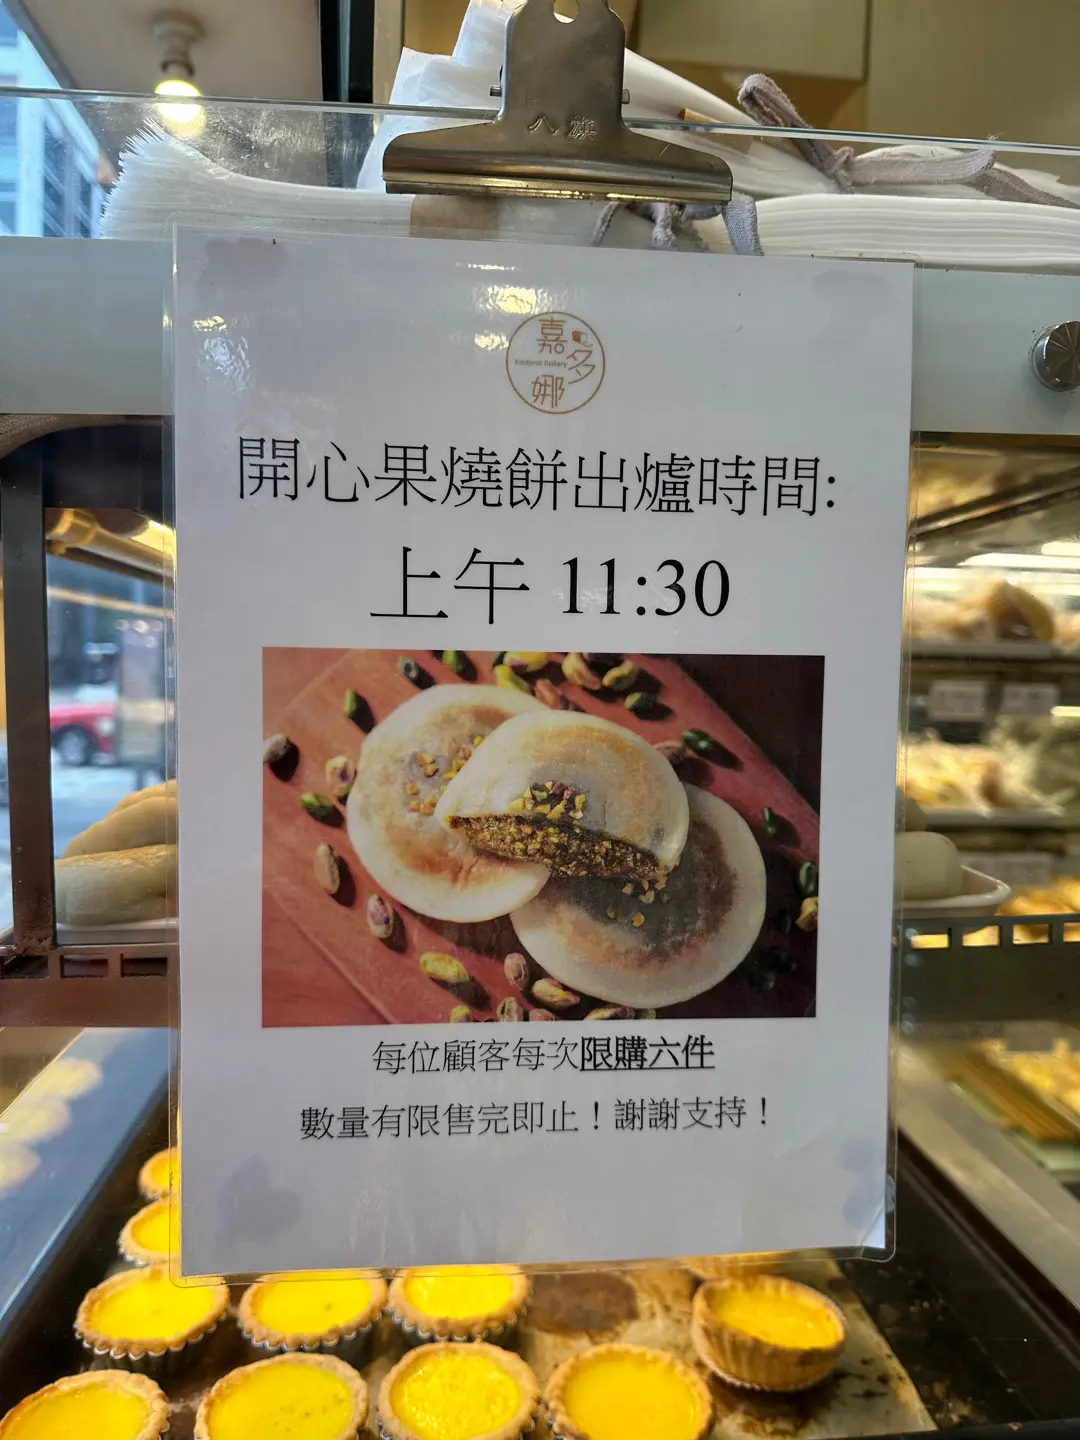 八旗
嘉
多
Kadorar bakery
娜
開心果燒餅出爐時間:
上午 11:30
每位顧客每次限購六件
數量有限售完即止！謝謝支持！